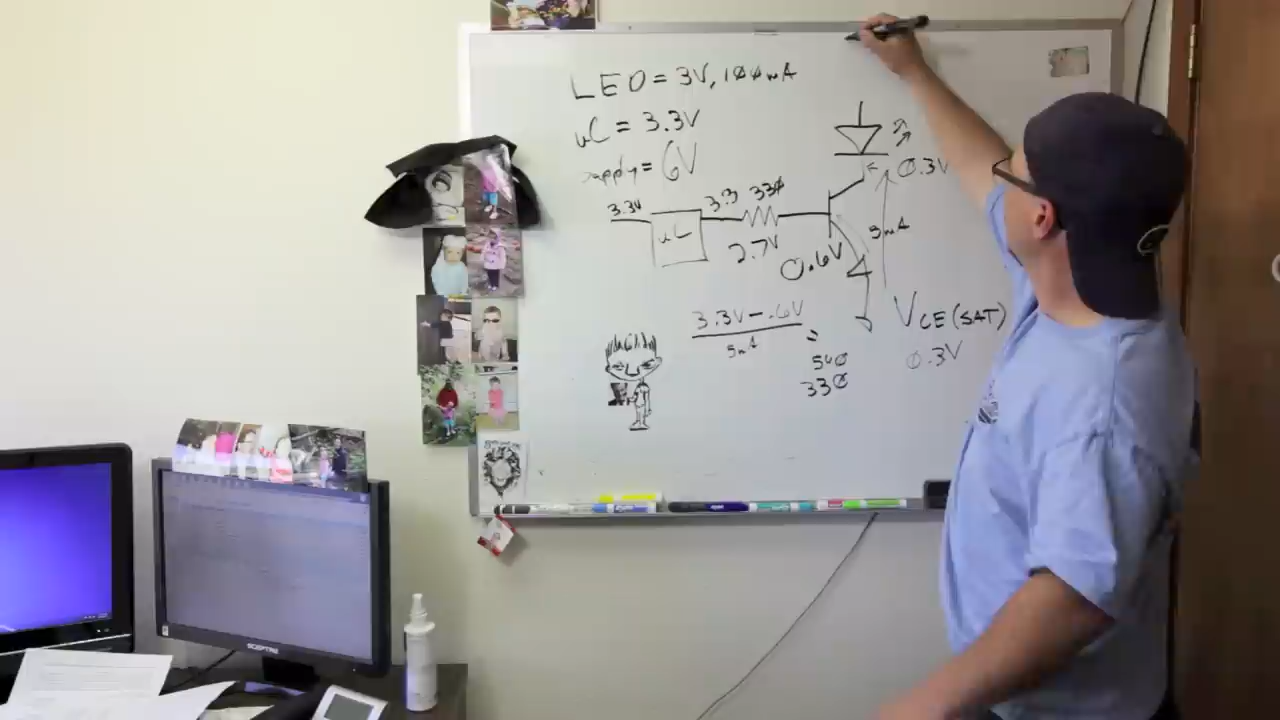 LED = 3V, 100mA
uC = 3.3V
supply = 6V
0.3V
3.3V
3.3
330
uC
2.7V
0.6V
5mA
3.3V - .6V
5mA
=
540
330
VCE (SAT)
0.3V
SCEPTRE